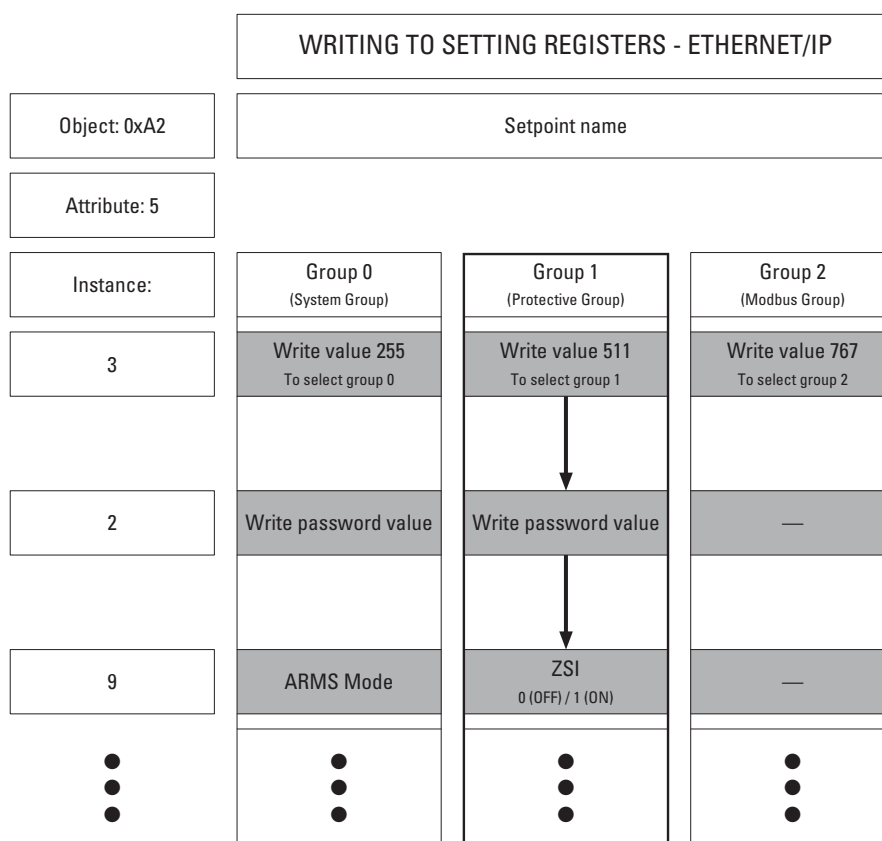 WRITING TO SETTING REGISTERS - ETHERNET/IP
Object: 0xA2
Setpoint name
Attribute: 5
Instance:
Group 0
(System Group)
Group 1
(Protective Group)
Group 2
(Modbus Group)
3
Write value 255
To select group 0
Write value 511
To select group 1
Write value 767
To select group 2
2
Write password value
Write password value
—
9
ARMS Mode
ZSI
0 (OFF) / 1 (ON)
—